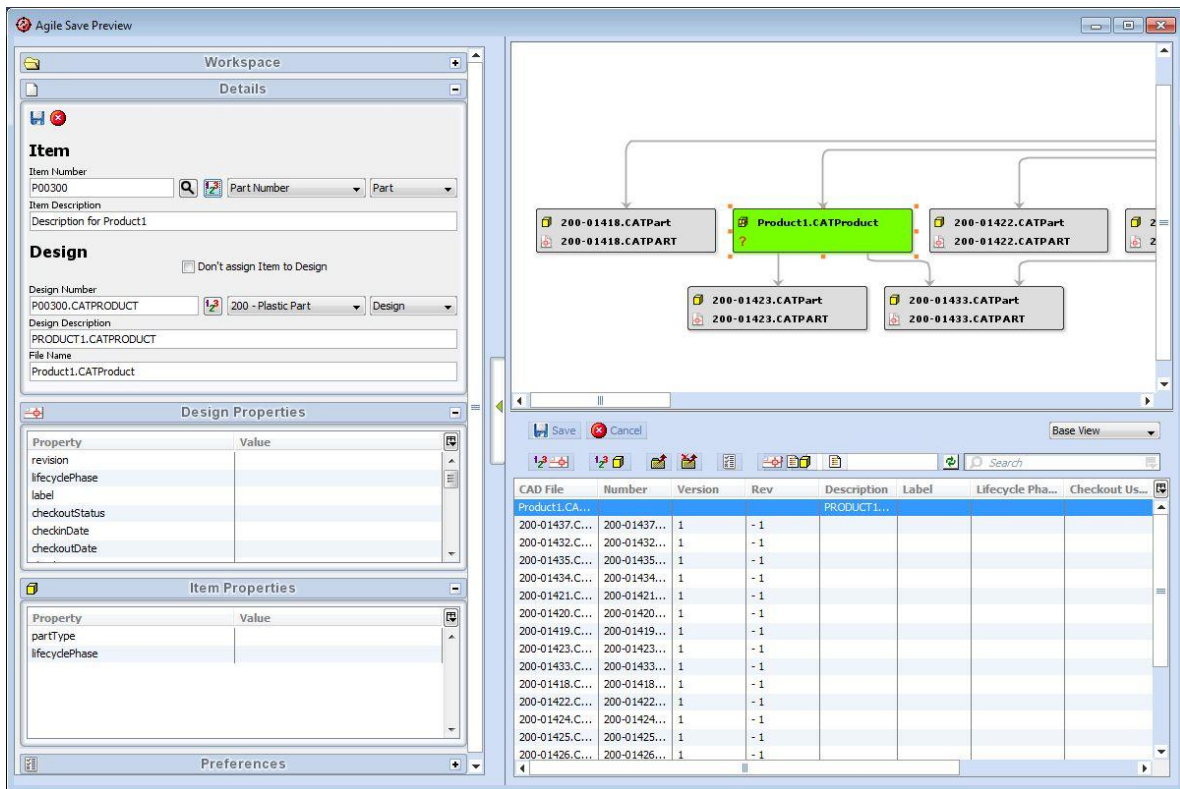 Agile Save Preview
Workspace
Details
Item
Item Number
P00300
Part Number
Part
Item Description
Description for Product1
Design
Don't assign Item to Design
Design Number
P00300.CATPRODUCT
200 - Plastic Part
Design
Design Description
PRODUCT1.CATPRODUCT
File Name
Product1.CATProduct
Design Properties
Property Value
revision
lifecyclePhase
label
checkoutStatus
checkinDate
checkoutDate
Item Properties
Property Value
partType
lifecyclePhase
Preferences
200-01418.CATPart
200-01418.CATPART
Product1.CATProduct
?
200-01422.CATPart
200-01422.CATPART
2
2
200-01423.CATPart
200-01423.CATPART
200-01433.CATPart
200-01433.CATPART
Save Cancel
Base View
Search
CAD File Number Version Rev Description Label Lifecycle Pha... Checkout Us...
Product1.CA... PRODUCT1...
200-01437.C... 200-01437... 1 - 1
200-01432.C... 200-01432... 1 - 1
200-01435.C... 200-01435... 1 - 1
200-01434.C... 200-01434... 1 - 1
200-01421.C... 200-01421... 1 - 1
200-01420.C... 200-01420... 1 - 1
200-01419.C... 200-01419... 1 - 1
200-01423.C... 200-01423... 1 - 1
200-01433.C... 200-01433... 1 - 1
200-01418.C... 200-01418... 1 - 1
200-01422.C... 200-01422... 1 - 1
200-01424.C... 200-01424... 1 - 1
200-01425.C... 200-01425... 1 - 1
200-01426.C... 200-01426... 1 - 1